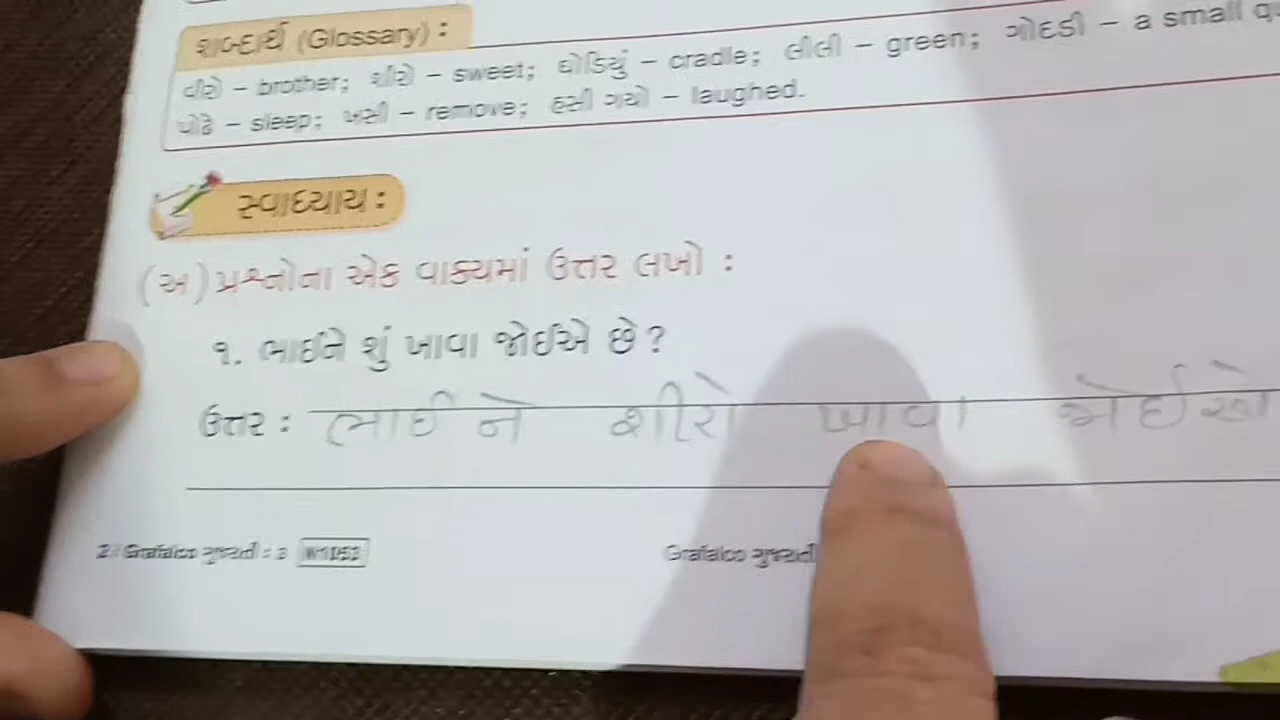 શબ્દાર્થ (Glossary) :
વીરો – brother; શીરો – sweet; ઘોડિયું – cradle; લીલી – green; ગોદડી – a small
પોઢે – sleep; ખસી – remove; હસી ગયો – laughed.
સ્વાધ્યાય :
(અ) પ્રશ્નોના એક વાક્યમાં ઉત્તર લખો :
૧. ભાઈને શું ખાવા જોઈએ છે?
ઉત્તર : ભાઈ ને શીરો ખાવા જોઈએ
2 / Grafalco ગુજરાતી : 3
Grafalco ગુજરાતી